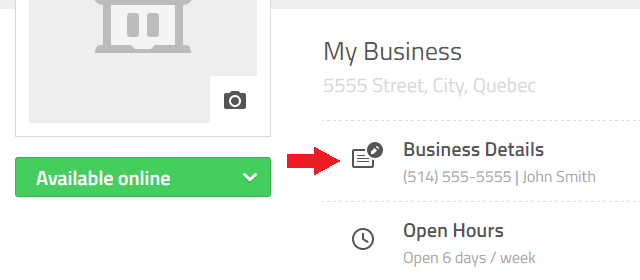 My Business
5555 Street, City, Quebec
Available online
Business Details
(514) 555-5555 | John Smith
Open Hours
Open 6 days / week